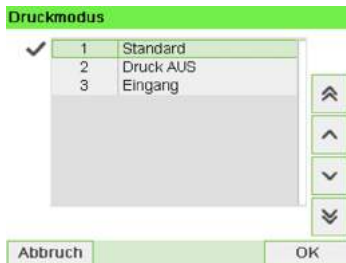 Druckmodus
1 Standard
2 Druck AUS
3 Eingang
Abbruch OK